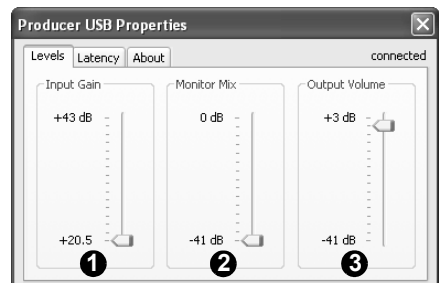 Producer USB Properties
Levels Latency About connected
Input Gain Monitor Mix Output Volume
+43 dB 0 dB +3 dB
+20.5 -41 dB -41 dB
1 2 3